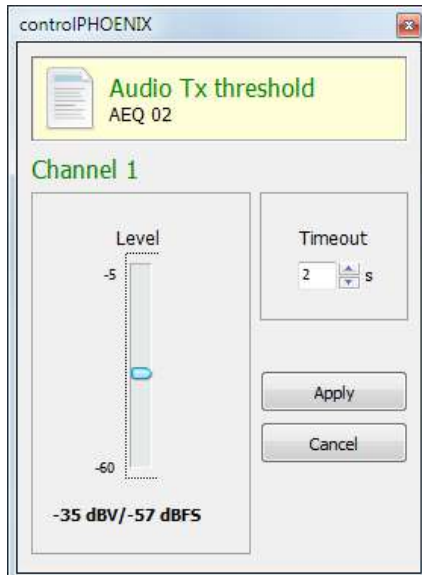 controlPHOENIX
Audio Tx threshold
AEQ 02
Channel 1
Level
-5
-60
-35 dBV/-57 dBFS
Timeout
2 s
Apply
Cancel